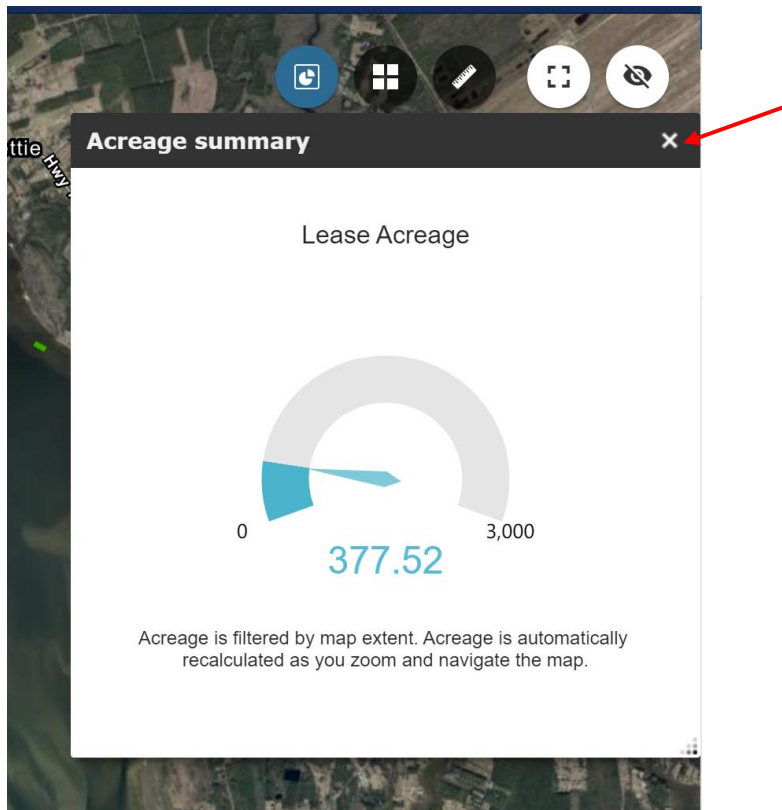 ttie
Hwy
Acreage summary
Lease Acreage
0
3,000
377.52
Acreage is filtered by map extent. Acreage is automatically
recalculated as you zoom and navigate the map.